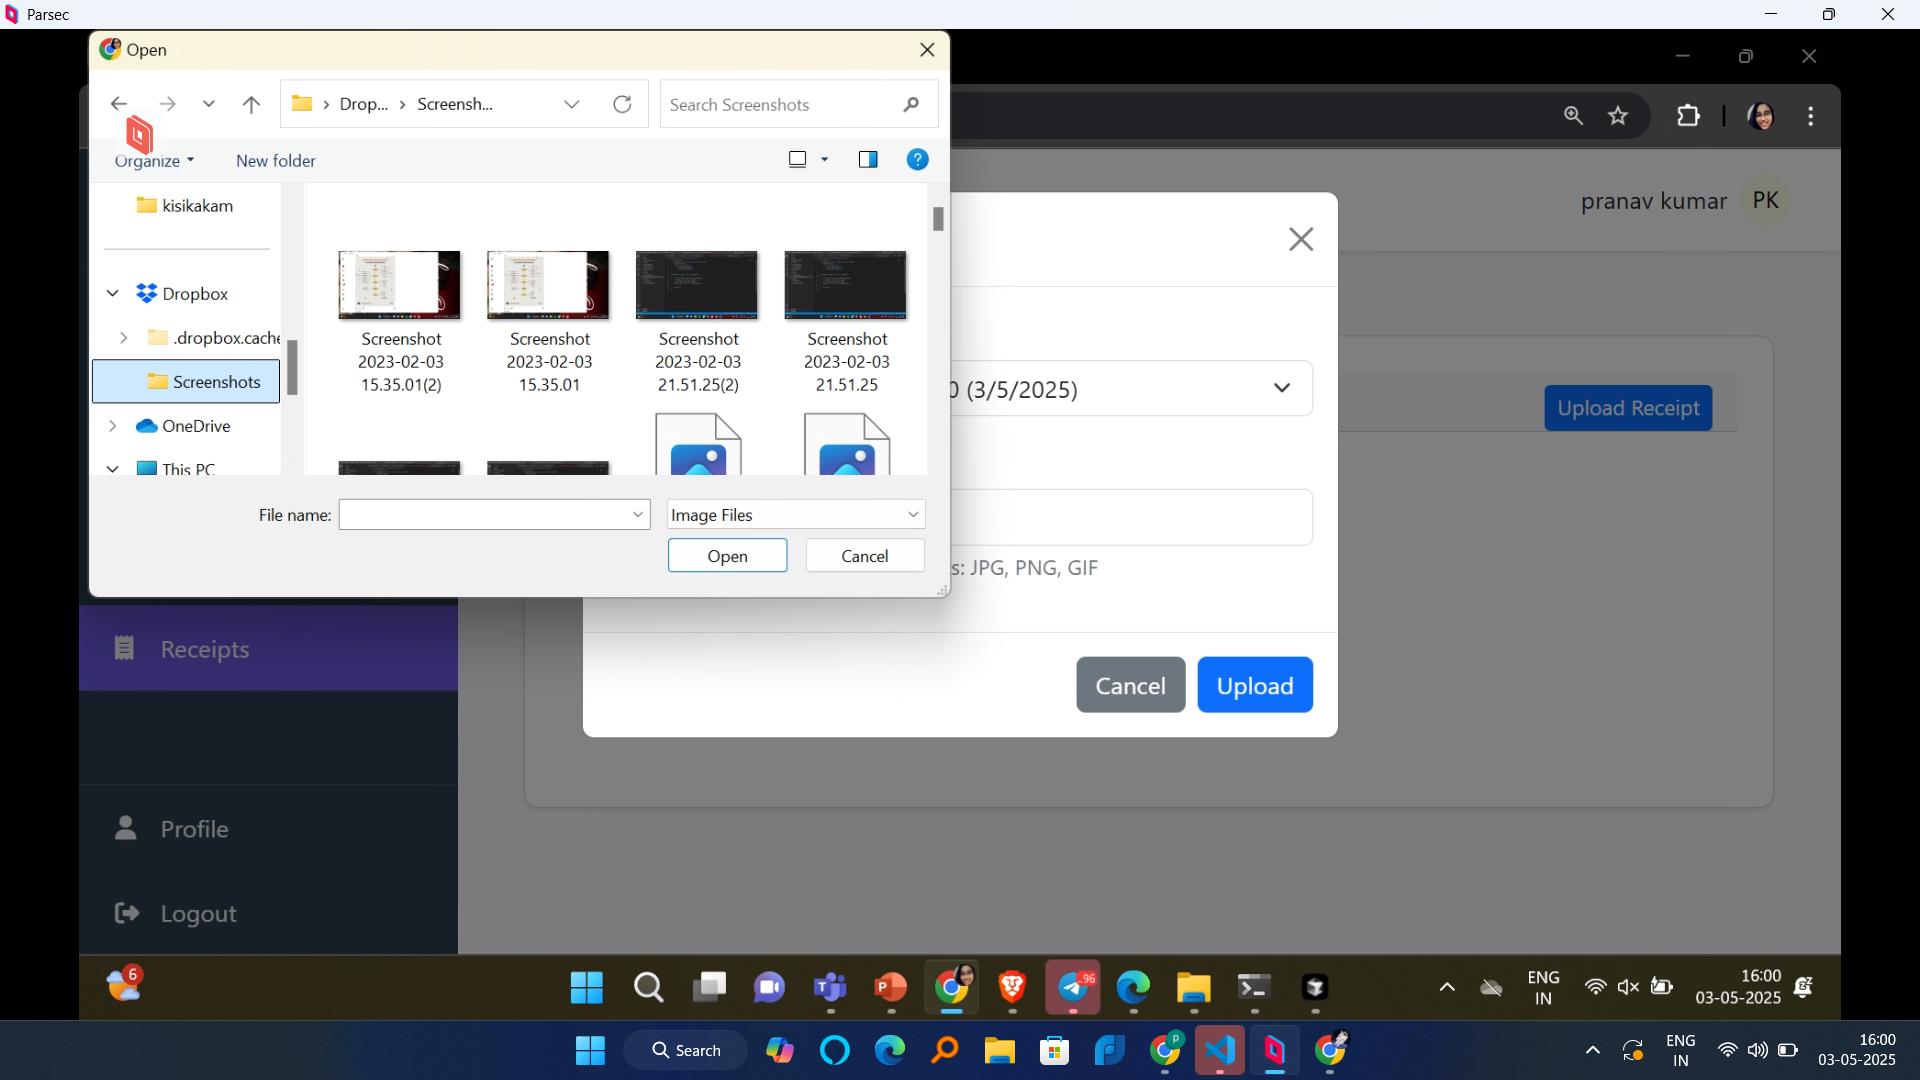 Parsec
Open
Drop...
Screensh...
Search Screenshots
Organize
New folder
kisikakam
Dropbox
.dropbox.cache
Screenshots
OneDrive
This PC
Screenshot
2023-02-03
15.35.01(2)
Screenshot
2023-02-03
15.35.01
Screenshot
2023-02-03
21.51.25(2)
Screenshot
2023-02-03
21.51.25
File name:
Image Files
Open
Cancel
pranav kumar PK
0 (3/5/2025)
Upload Receipt
s: JPG, PNG, GIF
Cancel
Upload
Receipts
Profile
Logout
6
96
ENG
IN
16:00
03-05-2025
Search
P
ENG
IN
16:00
03-05-2025